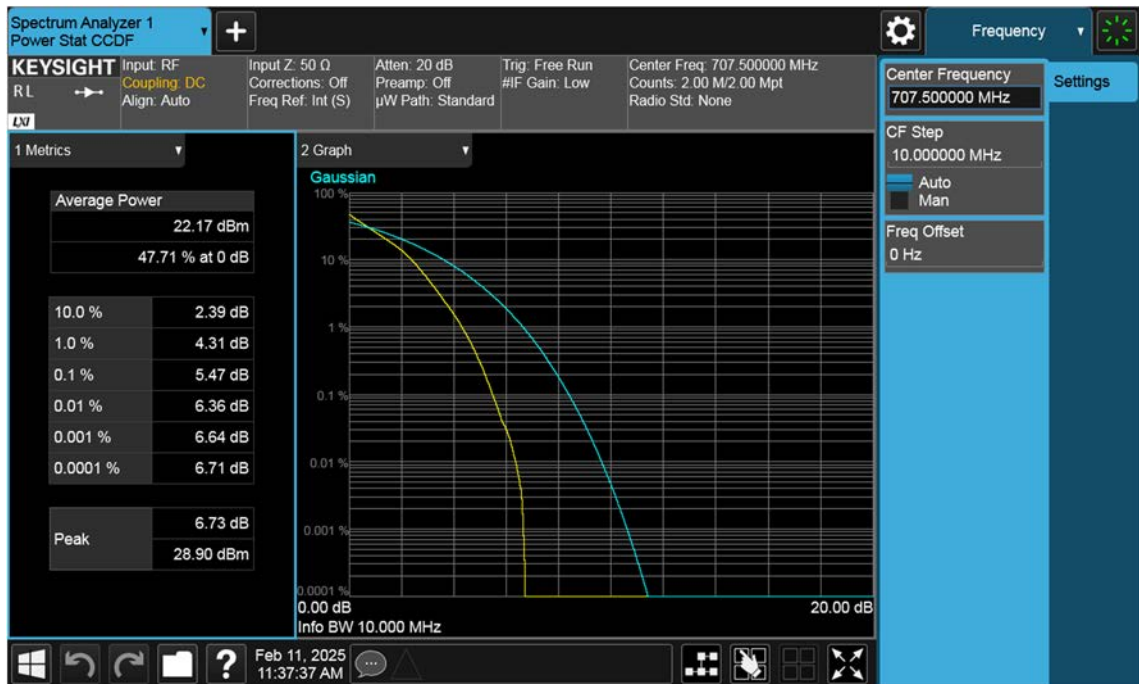 Spectrum Analyzer 1
Power Stat CCDF
Frequency
KEYSIGHT
R L
LXI
Input: RF
Coupling: DC
Align: Auto
Input Z: 50 Ω
Corrections: Off
Freq Ref: Int (S)
Atten: 20 dB
Preamp: Off
µW Path: Standard
Trig: Free Run
#IF Gain: Low
Center Freq: 707.500000 MHz
Counts: 2.00 M/2.00 Mpt
Radio Std: None
Center Frequency
707.500000 MHz
Settings
CF Step
10.000000 MHz
Auto
Man
Freq Offset
0 Hz
1 Metrics
Average Power
22.17 dBm
47.71 % at 0 dB
10.0 % 2.39 dB
1.0 % 4.31 dB
0.1 % 5.47 dB
0.01 % 6.36 dB
0.001 % 6.64 dB
0.0001 % 6.71 dB
Peak
6.73 dB
28.90 dBm
2 Graph
Gaussian
100 %
10 %
1 %
0.1 %
0.01 %
0.001 %
0.0001 %
0.00 dB 20.00 dB
Info BW 10.000 MHz
?
Feb 11, 2025
11:37:37 AM